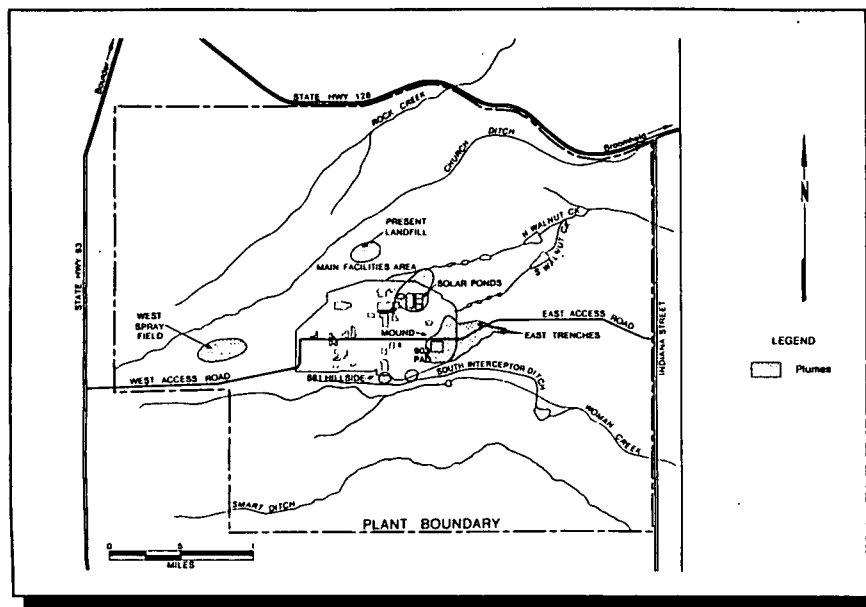 Boulder
STATE HWY 128
ROCK CREEK
CHURCH DITCH
Broomfield
N
STATE HWY 93
PRESENT
LANDFILL
N WALNUT CK
S WALNUT CK
MAIN FACILITIES AREA
SOLAR PONDS
WEST
SPRAY
FIELD
MOUND
EAST ACCESS ROAD
EAST TRENCHES
INDIANA STREET
LEGEND
Plumes
903
PAD
WEST ACCESS ROAD
881 HILLSIDE
SOUTH INTERCEPTOR DITCH
WOMAN CREEK
SMART DITCH
PLANT BOUNDARY
0 .5 1
MILES